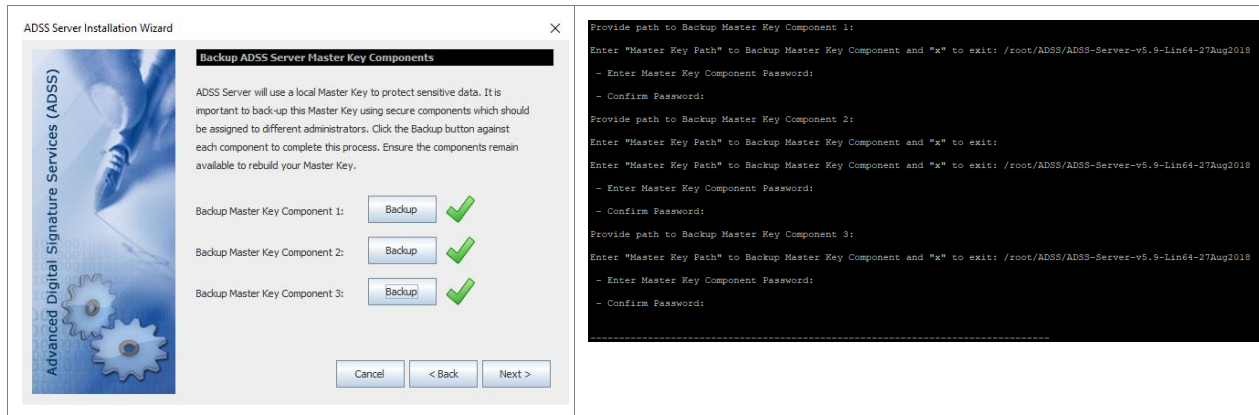 ADSS Server Installation Wizard
Advanced Digital Signature Services (ADSS)
Backup ADSS Server Master Key Components
ADSS Server will use a local Master Key to protect sensitive data. It is
important to back-up this Master Key using secure components which should
be assigned to different administrators. Click the Backup button against
each component to complete this process. Ensure the components remain
available to rebuild your Master Key.
Backup Master Key Component 1:
Backup
Backup Master Key Component 2:
Backup
Backup Master Key Component 3:
Backup
Cancel
< Back
Next >
Provide path to Backup Master Key Component 1:
Enter "Master Key Path" to Backup Master Key Component and "x" to exit: /root/ADSS/ADSS-Server-v5.9-Lin64-27Aug2018
- Enter Master Key Component Password:
- Confirm Password:
Provide path to Backup Master Key Component 2:
Enter "Master Key Path" to Backup Master Key Component and "x" to exit:
Enter "Master Key Path" to Backup Master Key Component and "x" to exit: /root/ADSS/ADSS-Server-v5.9-Lin64-27Aug2018
- Enter Master Key Component Password:
- Confirm Password:
Provide path to Backup Master Key Component 3:
Enter "Master Key Path" to Backup Master Key Component and "x" to exit: /root/ADSS/ADSS-Server-v5.9-Lin64-27Aug2018
- Enter Master Key Component Password:
- Confirm Password: